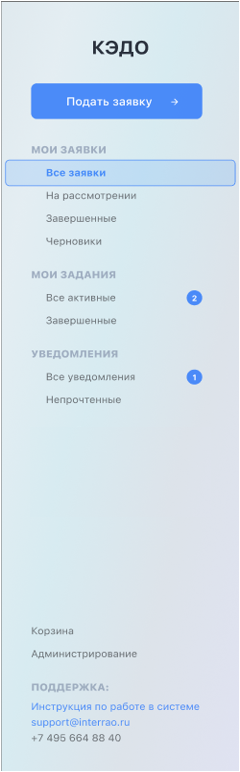 КЭДО
Подать заявку →
МОИ ЗАЯВКИ
Все заявки
На рассмотрении
Завершенные
Черновики
МОИ ЗАДАНИЯ
Все активные 2
Завершенные
УВЕДОМЛЕНИЯ
Все уведомления 1
Непрочтенные
Корзина
Администрирование
ПОДДЕРЖКА:
Инструкция по работе в системе
support@interrao.ru
+7 495 664 88 40